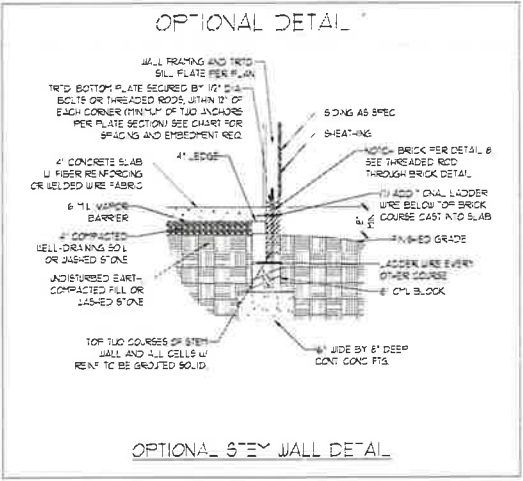 OPTIONAL DETAIL
WALL FRAMING AND TRTD
SILL PLATE PER PLAN
TRTD BOTTOM PLATE SECURED BY 1/2" DIA
BOLTS OR THREADED RODS, WITHIN 12" OF
EACH CORNER (MINIMUM OF TWO ANCHORS
PER PLATE SECTION) SEE CHART FOR
SPACING AND EMBEDMENT REQ.
4" LEDGE
4" CONCRETE SLAB
W/ FIBER REINFORCING
OR WELDED WIRE FABRIC
6 MIL VAPOR
BARRIER
4" COMPACTED
WELL-DRAINING SOIL
OR WASHED STONE
UNDISTURBED EARTH,
COMPACTED FILL OR
WASHED STONE
TOP TWO COURSES OF STEM
WALL AND ALL CELLS W/
REINF TO BE GROUTED SOLID.
SIDING AS SPEC
SHEATHING
NOTCH BRICK PER DETAIL &
SEE THREADED ROD
THROUGH BRICK DETAIL
(1) ADDITIONAL LADDER
WIRE BELOW TOP BRICK
COURSE CAST INTO SLAB
MIN.
FINISHED GRADE
LADDER WIRE EVERY
OTHER COURSE
CMU BLOCK
WIDE BY 8" DEEP
CONT CONC FTG.
OPTIONAL STEM WALL DETAIL